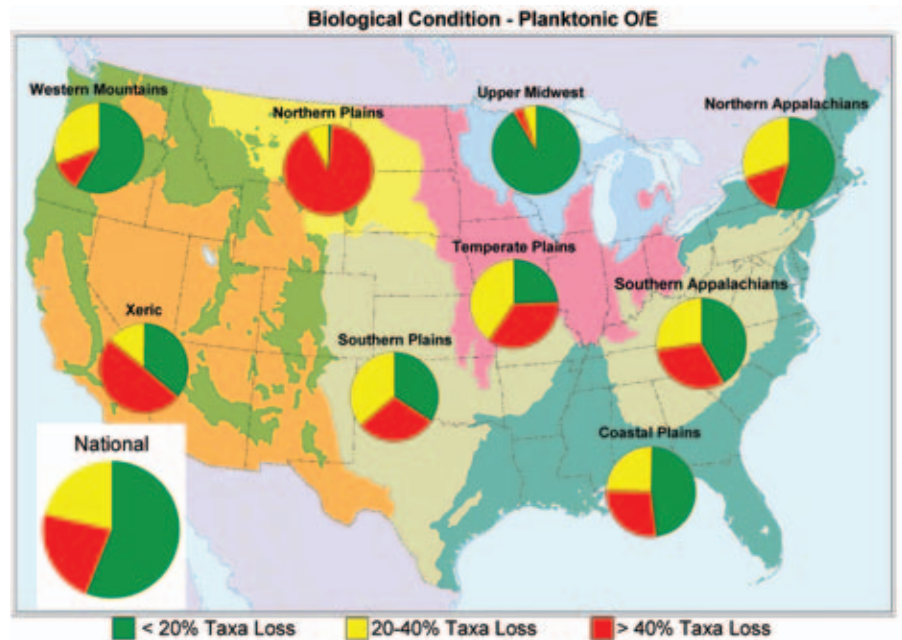 Biological Condition - Planktonic O/E
Western Mountains
Northern Plains
Upper Midwest
Northern Appalachians
Temperate Plains
Southern Appalachians
Xeric
Southern Plains
Coastal Plains
National
< 20% Taxa Loss 20-40% Taxa Loss > 40% Taxa Loss